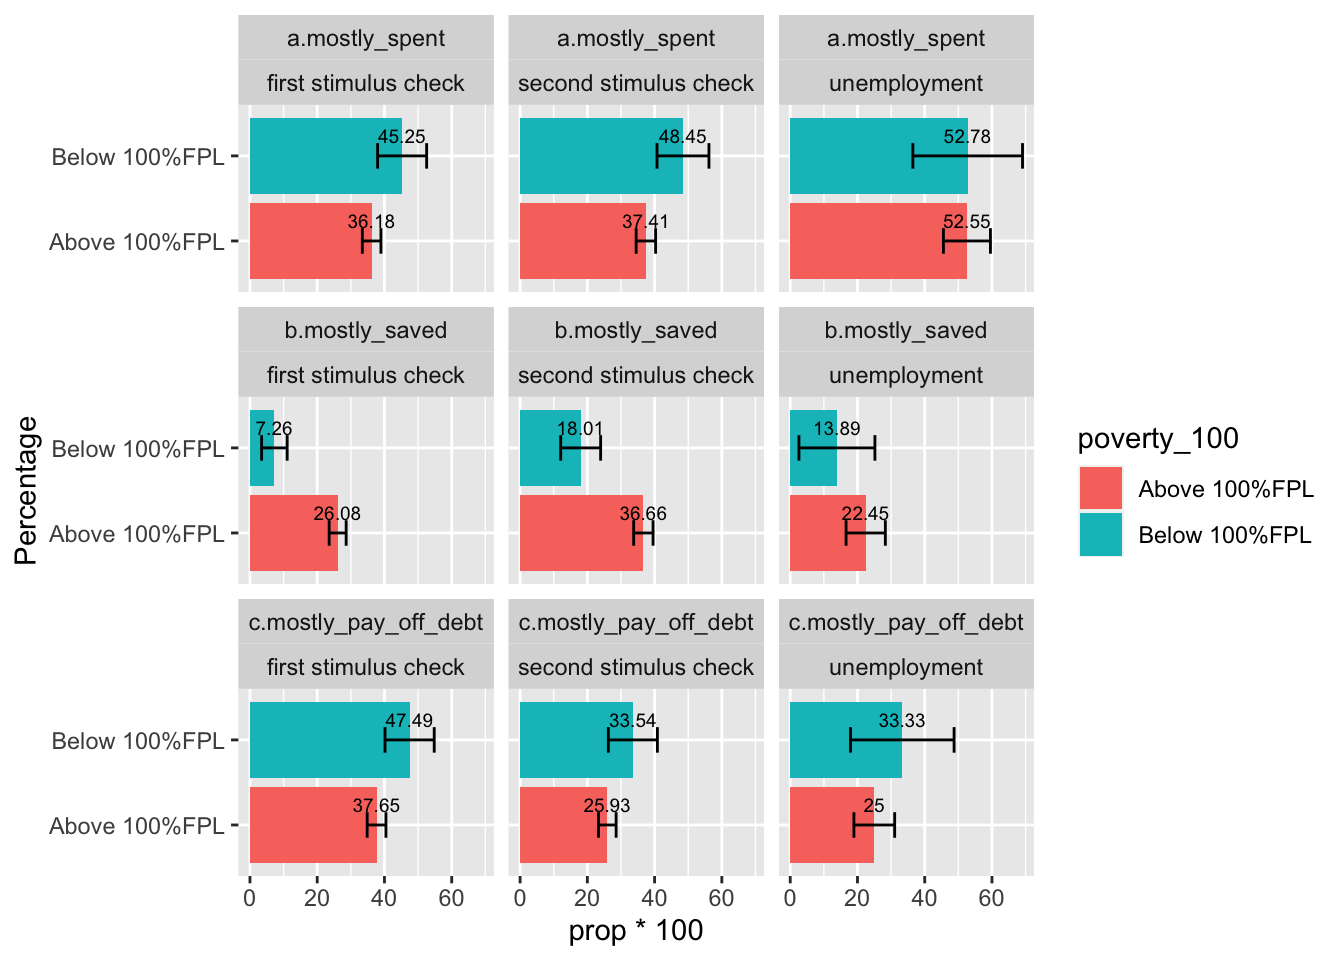 a.mostly_spent
first stimulus check
a.mostly_spent
second stimulus check
a.mostly_spent
unemployment
Below 100%FPL
45.25
48.45
52.78
Above 100%FPL
36.18
37.41
52.55
b.mostly_saved
first stimulus check
b.mostly_saved
second stimulus check
b.mostly_saved
unemployment
Below 100%FPL
7.26
18.01
13.89
Above 100%FPL
26.08
36.66
22.45
c.mostly_pay_off_debt
first stimulus check
c.mostly_pay_off_debt
second stimulus check
c.mostly_pay_off_debt
unemployment
Below 100%FPL
47.49
33.54
33.33
Above 100%FPL
37.65
25.93
25
0 20 40 60
0 20 40 60
0 20 40 60
prop * 100
Percentage
poverty_100
Above 100%FPL
Below 100%FPL